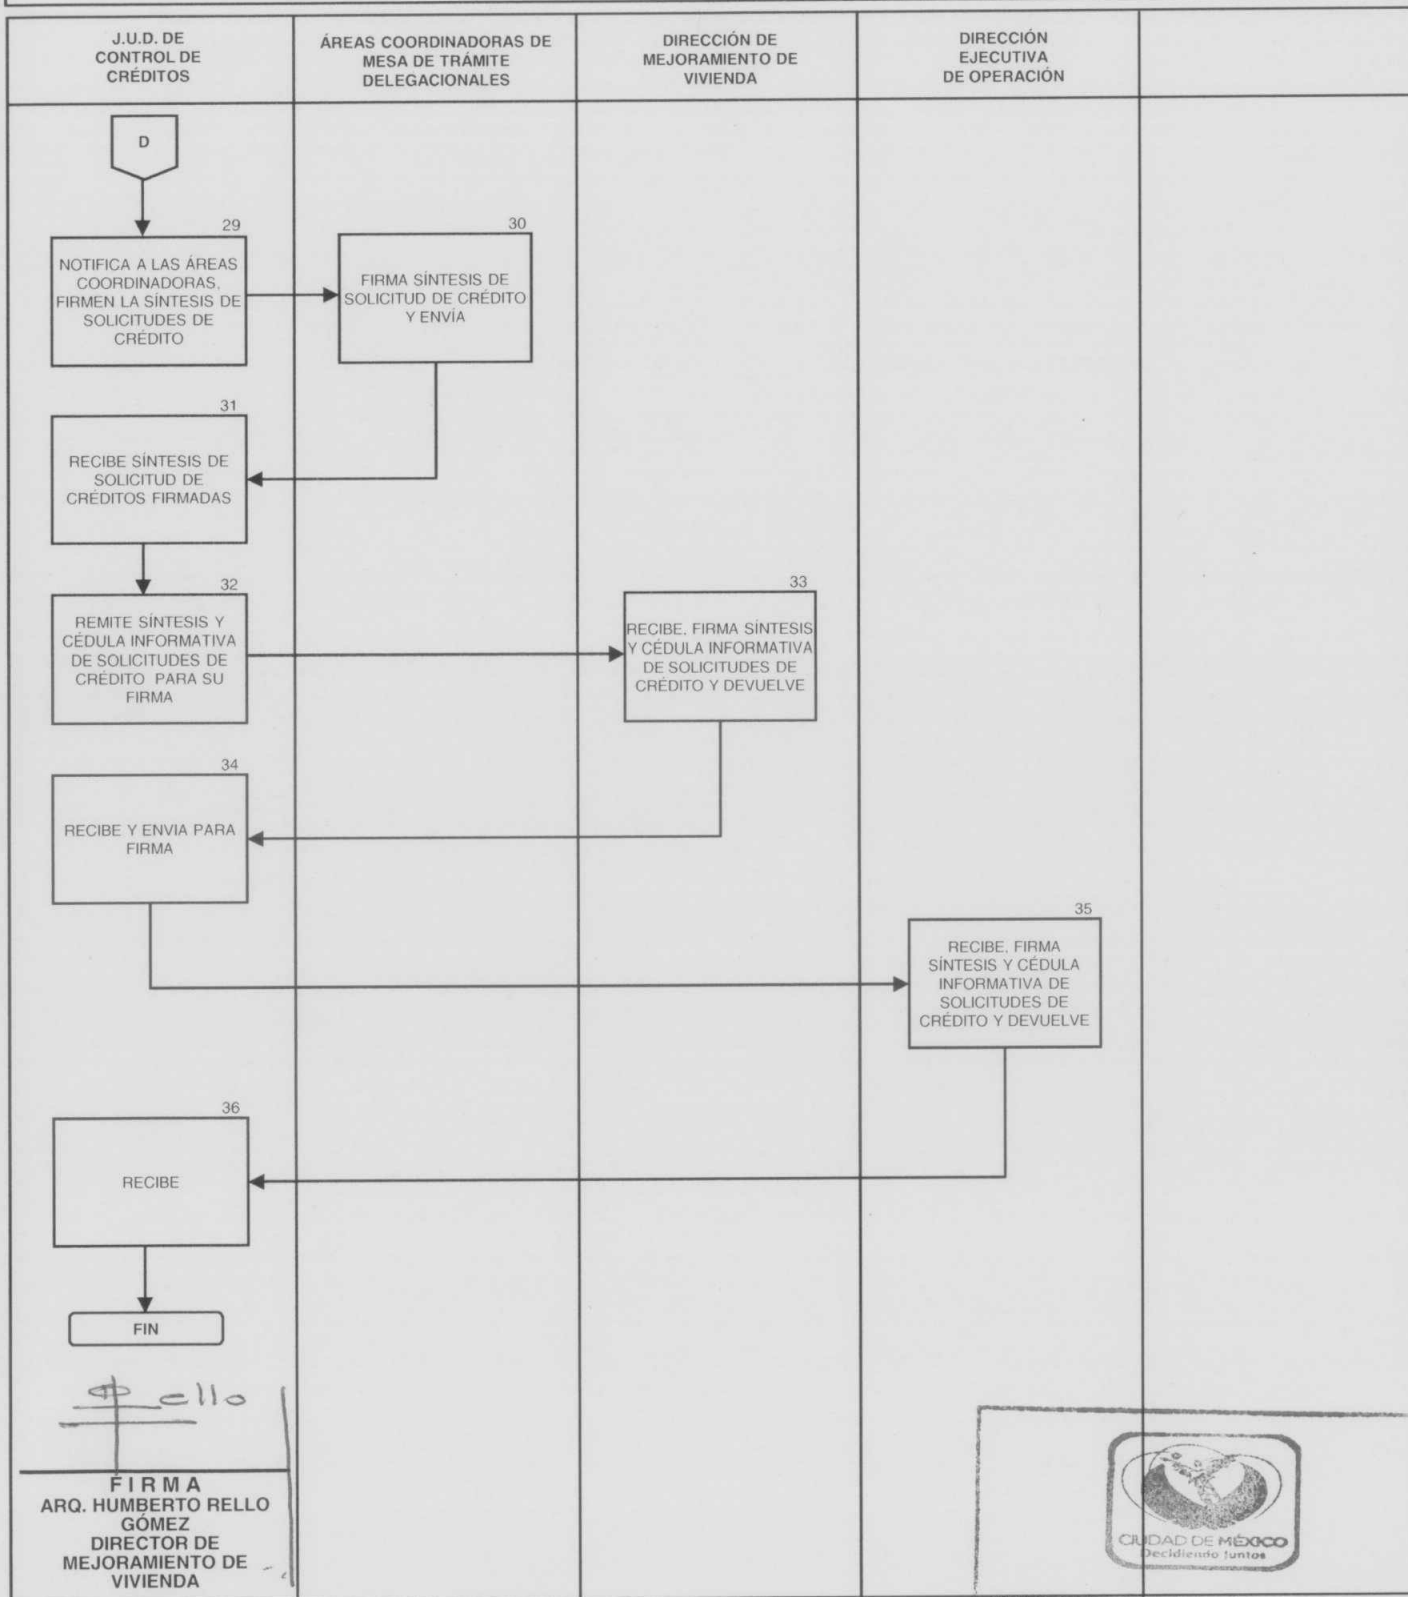 J.U.D. DE
CONTROL DE
CRÉDITOS
ÁREAS COORDINADORAS DE
MESA DE TRÁMITE
DELEGACIONALES
DIRECCIÓN DE
MEJORAMIENTO DE
VIVIENDA
DIRECCIÓN
EJECUTIVA
DE OPERACIÓN
D
29
NOTIFICA A LAS ÁREAS
COORDINADORAS,
FIRMEN LA SÍNTESIS DE
SOLICITUDES DE
CRÉDITO
30
FIRMA SÍNTESIS DE
SOLICITUD DE CRÉDITO
Y ENVÍA
31
RECIBE SÍNTESIS DE
SOLICITUD DE
CRÉDITOS FIRMADAS
32
REMITE SÍNTESIS Y
CÉDULA INFORMATIVA
DE SOLICITUDES DE
CRÉDITO PARA SU
FIRMA
33
RECIBE, FIRMA SÍNTESIS
Y CÉDULA INFORMATIVA
DE SOLICITUDES DE
CRÉDITO Y DEVUELVE
34
RECIBE Y ENVIA PARA
FIRMA
35
RECIBE, FIRMA
SÍNTESIS Y CÉDULA
INFORMATIVA DE
SOLICITUDES DE
CRÉDITO Y DEVUELVE
36
RECIBE
FIN
FIRMA
ARQ. HUMBERTO RELLO
GÓMEZ
DIRECTOR DE
MEJORAMIENTO DE
VIVIENDA
CIUDAD DE MÉXICO
Decidiendo Juntos